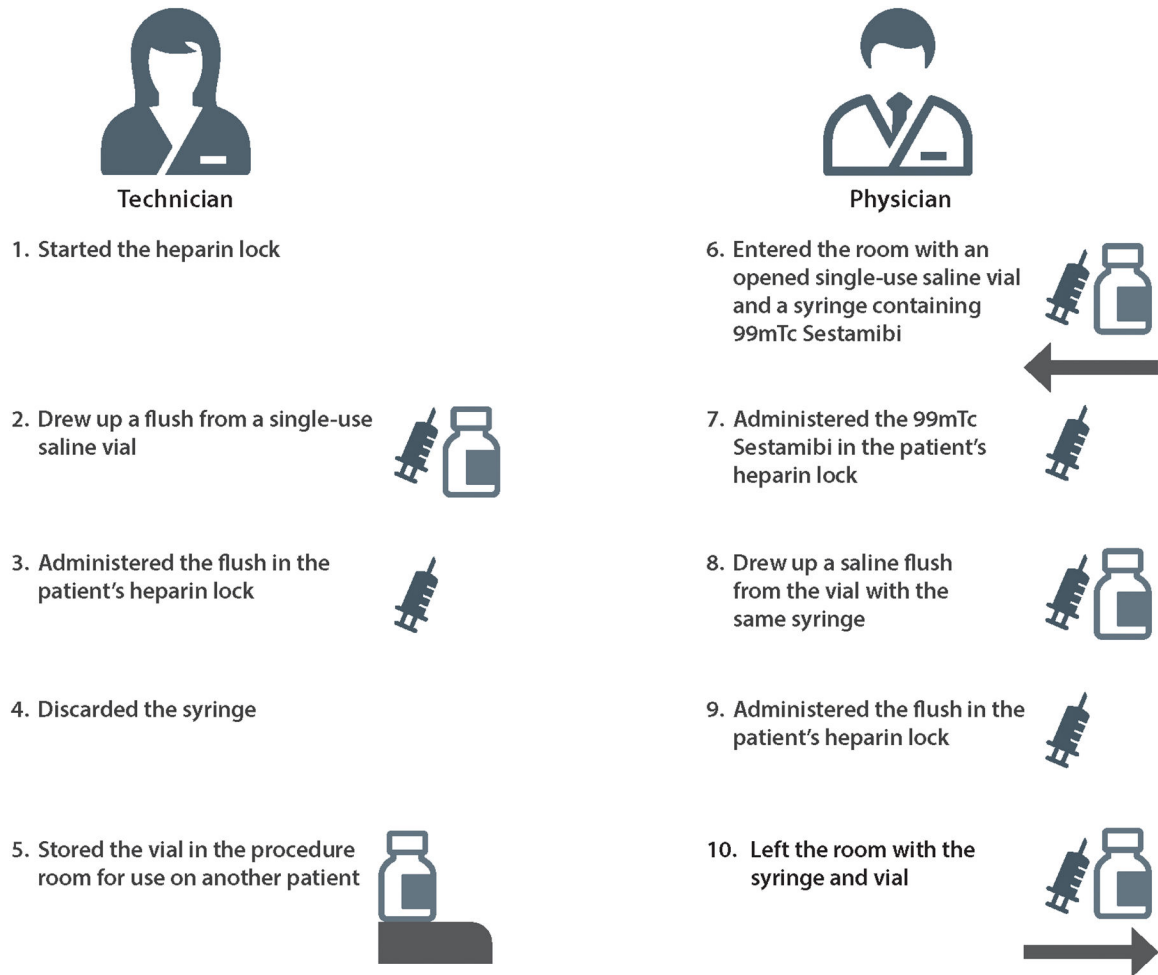 Technician
1. Started the heparin lock
2. Drew up a flush from a single-use
saline vial
3. Administered the flush in the
patient's heparin lock
4. Discarded the syringe
5. Stored the vial in the procedure
room for use on another patient
Physician
6. Entered the room with an
opened single-use saline vial
and a syringe containing
99mTc Sestamibi
7. Administered the 99mTc
Sestamibi in the patient's
heparin lock
8. Drew up a saline flush
from the vial with the
same syringe
9. Administered the flush in the
patient's heparin lock
10. Left the room with the
syringe and vial